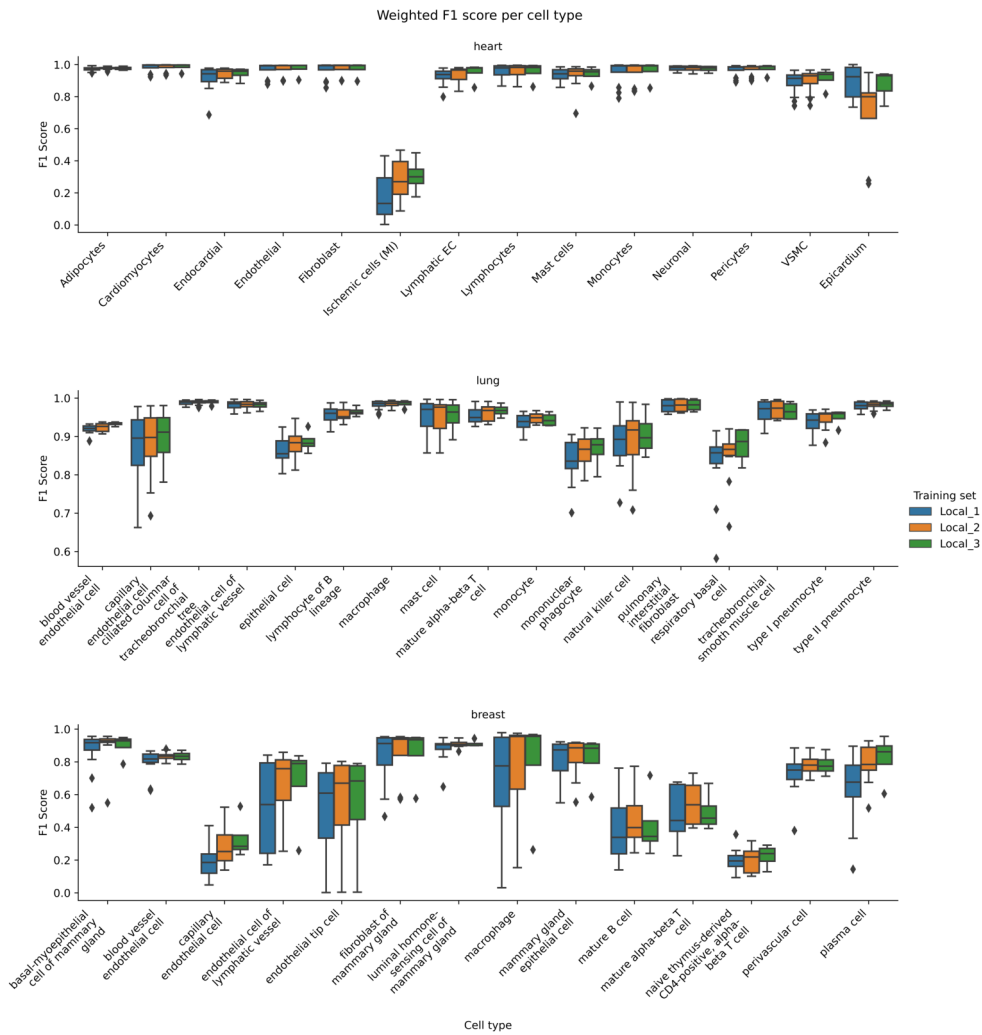 Weighted F1 score per cell type
heart
1.0
0.8
0.6
0.4
0.2
0.0
F1 Score
Adipocytes
Cardiomyocytes
Endocardial
Endothelial
Fibroblast
Ischemic cells (MI)
Lymphatic EC
Lymphocytes
Mast cells
Monocytes
Neuronal
Pericytes
VSMC
Epicardium
lung
1.0
0.9
0.8
0.7
0.6
F1 Score
blood vessel
endothelial cell
capillary
endothelial cell
ciliated columnar
cell of
tracheobronchial
tree
endothelial cell of
lymphatic vessel
epithelial cell
lymphocyte of B
lineage
macrophage
mast cell
mature alpha-beta T
cell
monocyte
mononuclear
phagocyte
natural killer cell
pulmonary
interstitial
fibroblast
respiratory basal
cell
tracheobronchial
smooth muscle cell
type I pneumocyte
type II pneumocyte
Training set
Local_1
Local_2
Local_3
breast
1.0
0.8
0.6
0.4
0.2
0.0
F1 Score
basal-myoepithelial
cell of mammary
gland
blood vessel
endothelial cell
capillary
endothelial cell
endothelial cell of
lymphatic vessel
endothelial tip cell
fibroblast of
mammary gland
luminal hormone-
sensing cell of
mammary gland
macrophage
mammary gland
epithelial cell
mature B cell
mature alpha-beta T
cell
naive thymus-derived
CD4-positive, alpha-
beta T cell
perivascular cell
plasma cell
Cell type